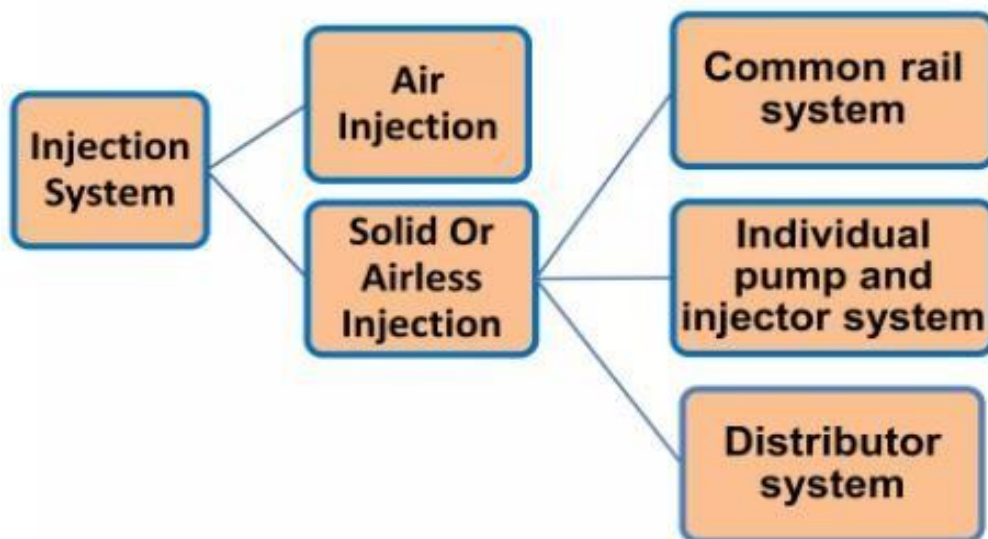 Injection
System
Air
Injection
Solid Or
Airless
Injection
Common rail
system
Individual
pump and
injector system
Distributor
system